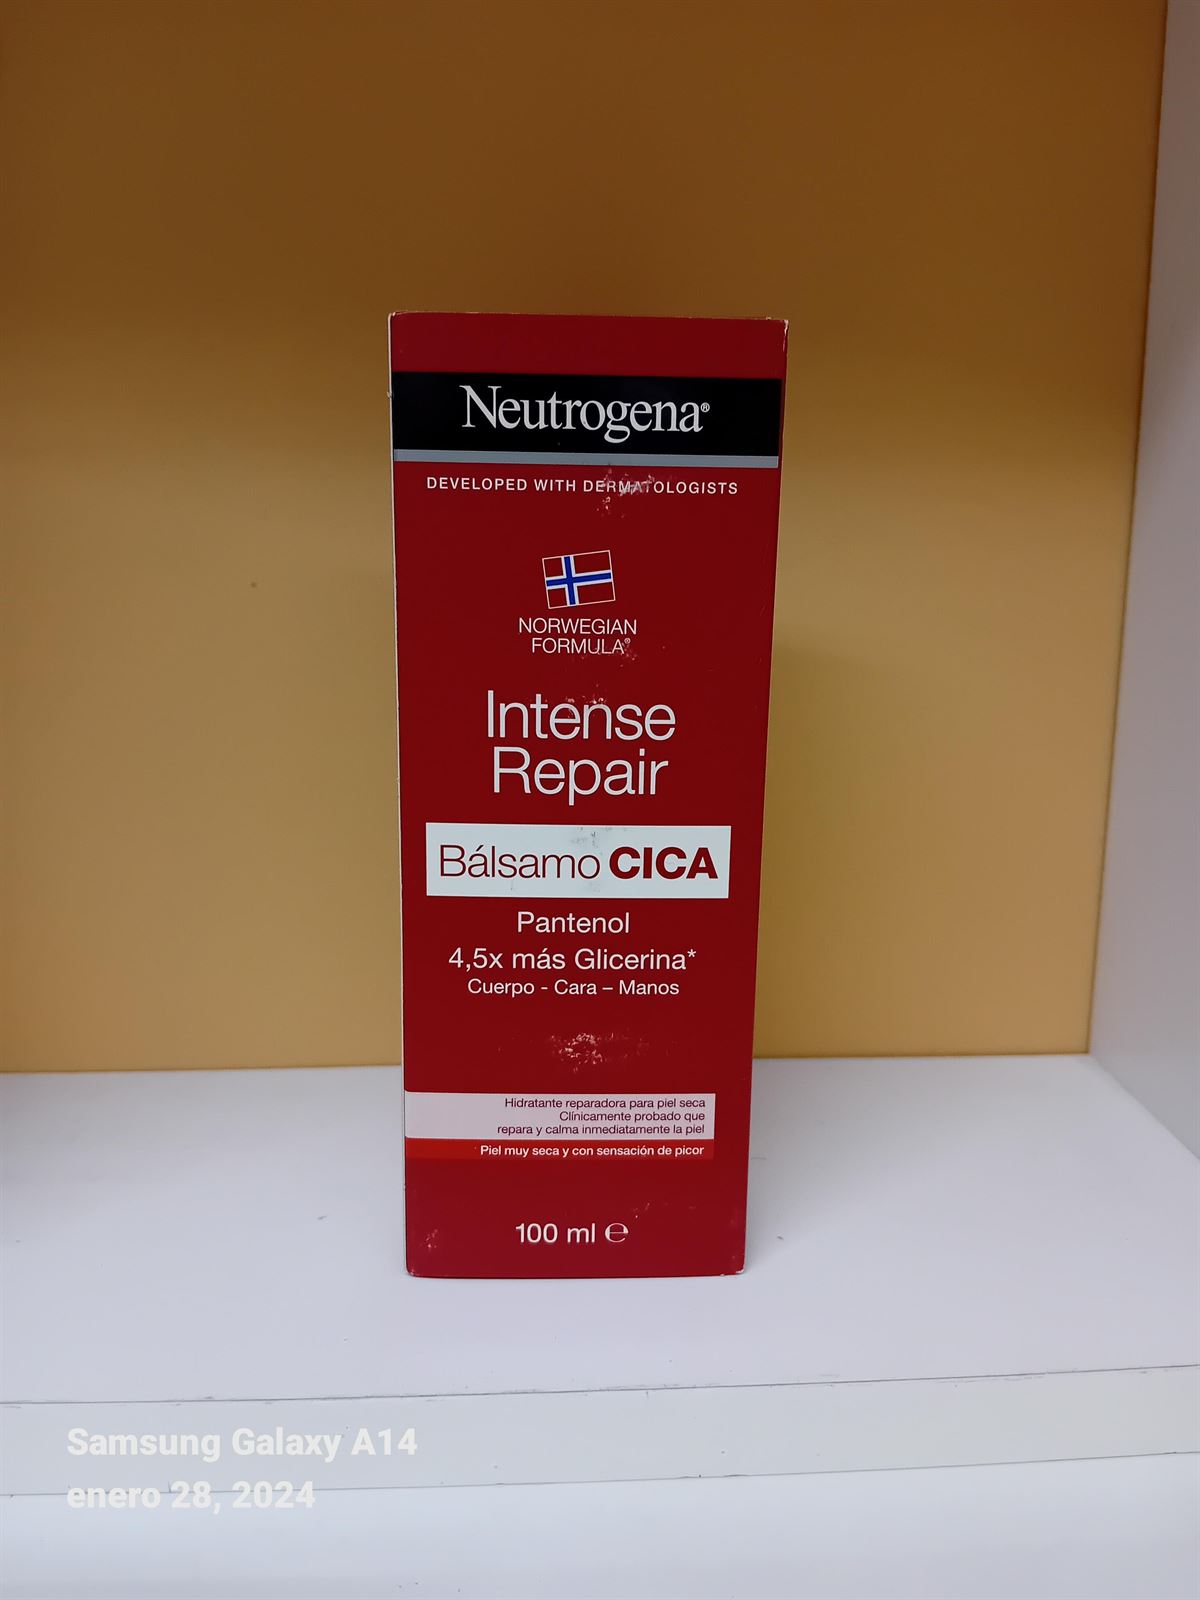 Neutrogena®
DEVELOPED WITH DERMATOLOGISTS
NORWEGIAN
FORMULA®
Intense
Repair
Bálsamo CICA
Pantenol
4,5x más Glicerina*
Cuerpo - Cara – Manos
Hidratante reparadora para piel seca
Clínicamente probado que
repara y calma inmediatamente la piel
Piel muy seca y con sensación de picor
100 ml ℮
Samsung Galaxy A14
enero 28, 2024